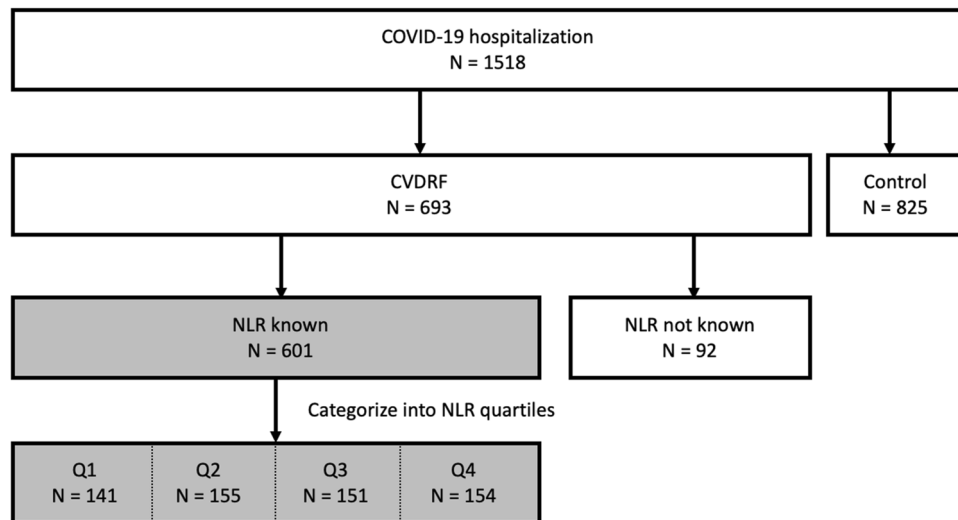 COVID-19 hospitalization
N = 1518
CVDRF
N = 693
Control
N = 825
NLR known
N = 601
NLR not known
N = 92
Categorize into NLR quartiles
Q1
N = 141
Q2
N = 155
Q3
N = 151
Q4
N = 154